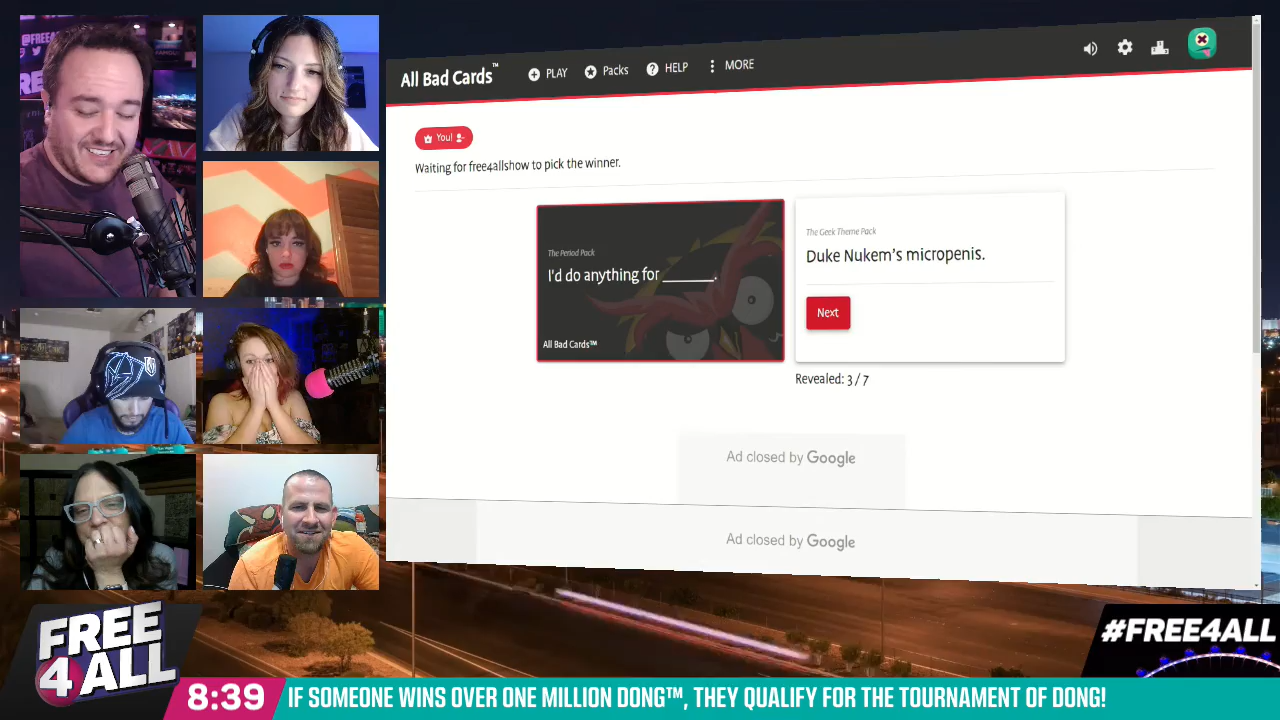 @FREE4A
All Bad Cards™
PLAY
Packs
HELP
MORE
You!
Waiting for free4allshow to pick the winner.
The Period Pack
I'd do anything for ______.
All Bad Cards™
The Geek Theme Pack
Duke Nukem's micropenis.
Next
Revealed: 3 / 7
Ad closed by Google
Ad closed by Google
FREE
4 ALL
#FREE4ALL
8:39
IF SOMEONE WINS OVER ONE MILLION DONG™, THEY QUALIFY FOR THE TOURNAMENT OF DONG!